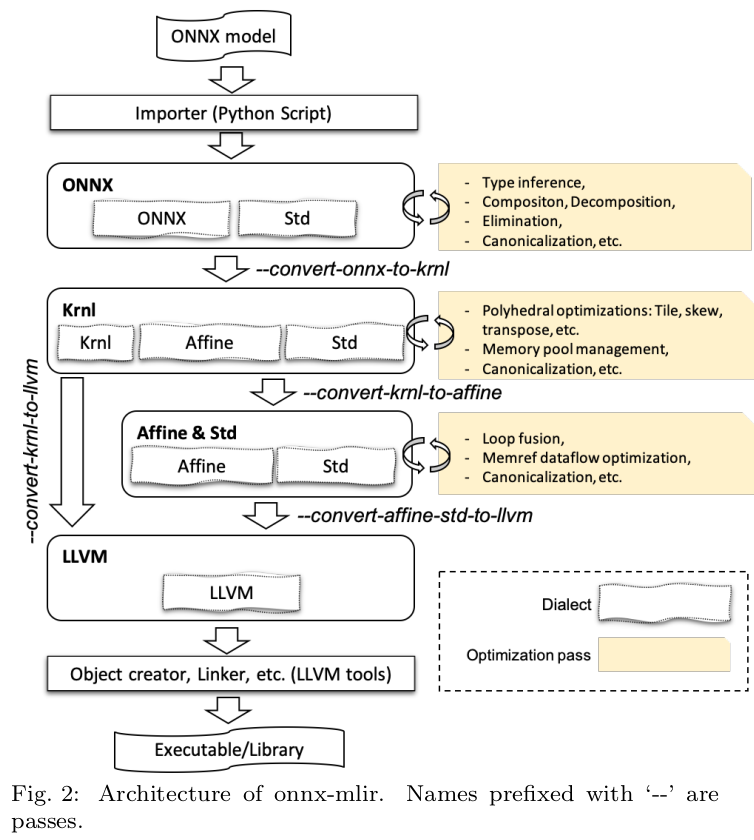 ONNX model
Importer (Python Script)
ONNX
ONNX
Std
- Type inference,
- Compositon, Decomposition,
- Elimination,
- Canonicalization, etc.
--convert-onnx-to-krnl
Krnl
Krnl
Affine
Std
- Polyhedral optimizations: Tile, skew,
transpose, etc.
- Memory pool management,
- Canonicalization, etc.
--convert-krnl-to-llvm
--convert-krnl-to-affine
Affine & Std
Affine
Std
- Loop fusion,
- Memref dataflow optimization,
- Canonicalization, etc.
--convert-affine-std-to-llvm
LLVM
LLVM
Dialect
Optimization pass
Object creator, Linker, etc. (LLVM tools)
Executable/Library
Fig. 2: Architecture of onnx-mlir. Names prefixed with ‘--’ are
passes.